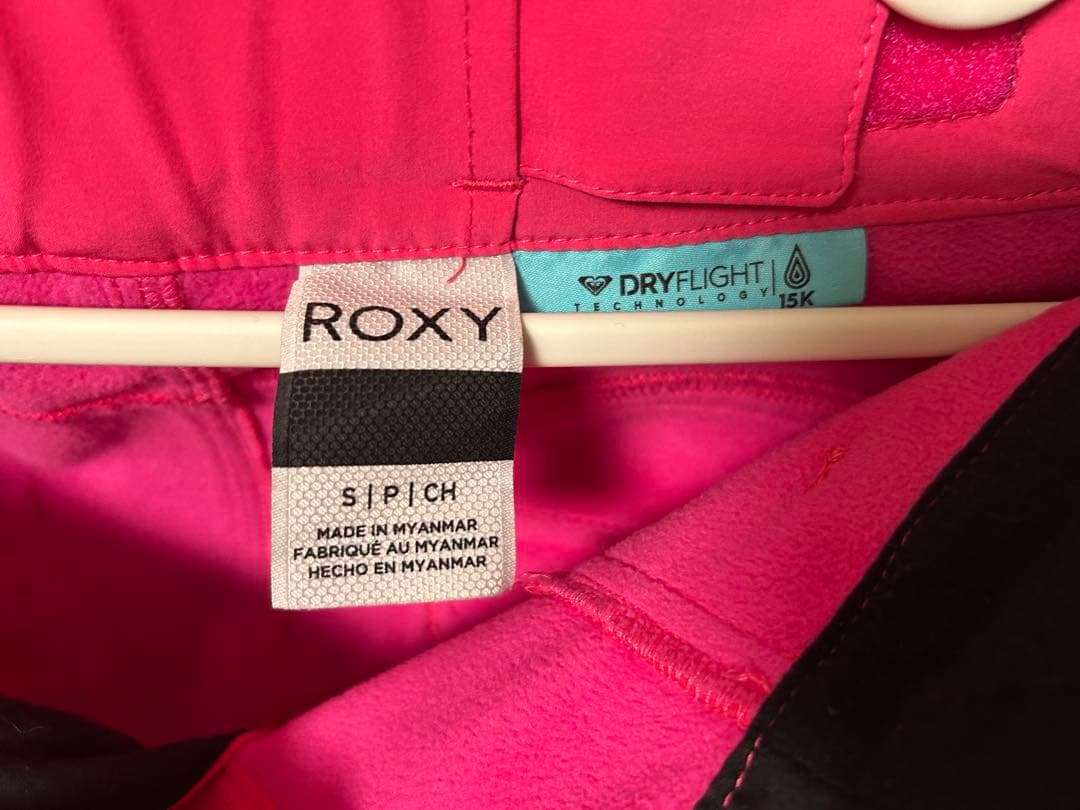 ROXY
S | P | CH
MADE IN MYANMAR
FABRIQUÉ AU MYANMAR
HECHO EN MYANMAR
DRYFLIGHT
TECHNOLOGY
15K